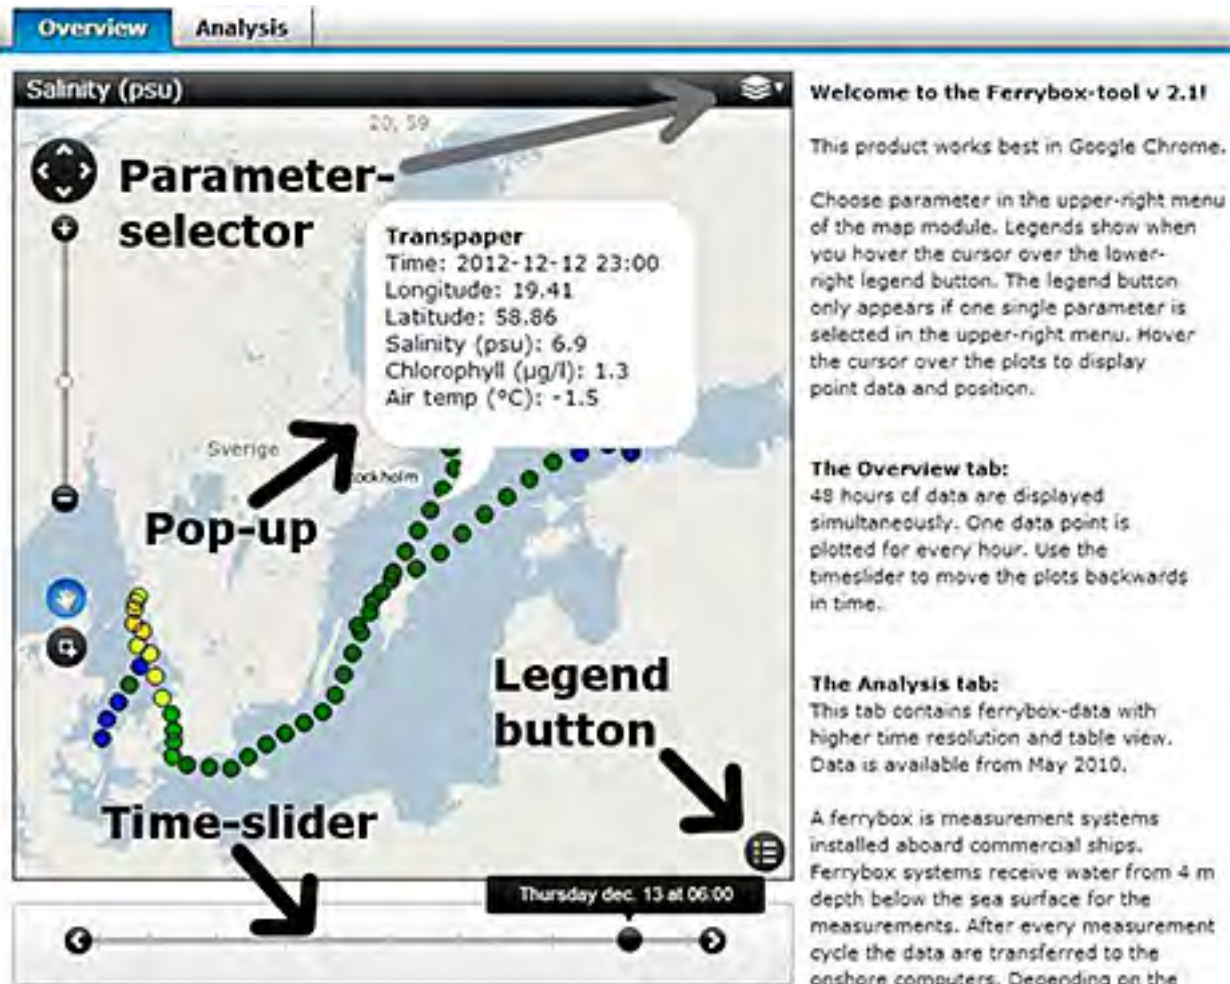 Overview
Analysis
Salinity (psu)
20, 59
Parameter-
selector
Transpaper
Time: 2012-12-12 23:00
Longitude: 19.41
Latitude: 58.86
Salinity (psu): 6.9
Chlorophyll (µg/l): 1.3
Air temp (°C): -1.5
Sverige
ockholm
Pop-up
Legend
button
Time-slider
Thursday dec. 13 at 06:00
Welcome to the Ferrybox-tool v 2.1!
This product works best in Google Chrome.
Choose parameter in the upper-right menu
of the map module. Legends show when
you hover the cursor over the lower-
right legend button. The legend button
only appears if one single parameter is
selected in the upper-right menu. Hover
the cursor over the plots to display
point data and position.
The Overview tab:
48 hours of data are displayed
simultaneously. One data point is
plotted for every hour. Use the
timeslider to move the plots backwards
in time.
The Analysis tab:
This tab contains ferrybox-data with
higher time resolution and table view.
Data is available from May 2010.
A ferrybox is measurement systems
installed aboard commercial ships.
Ferrybox systems receive water from 4 m
depth below the sea surface for the
measurements. After every measurement
cycle the data are transferred to the
onshore computers. Depending on the